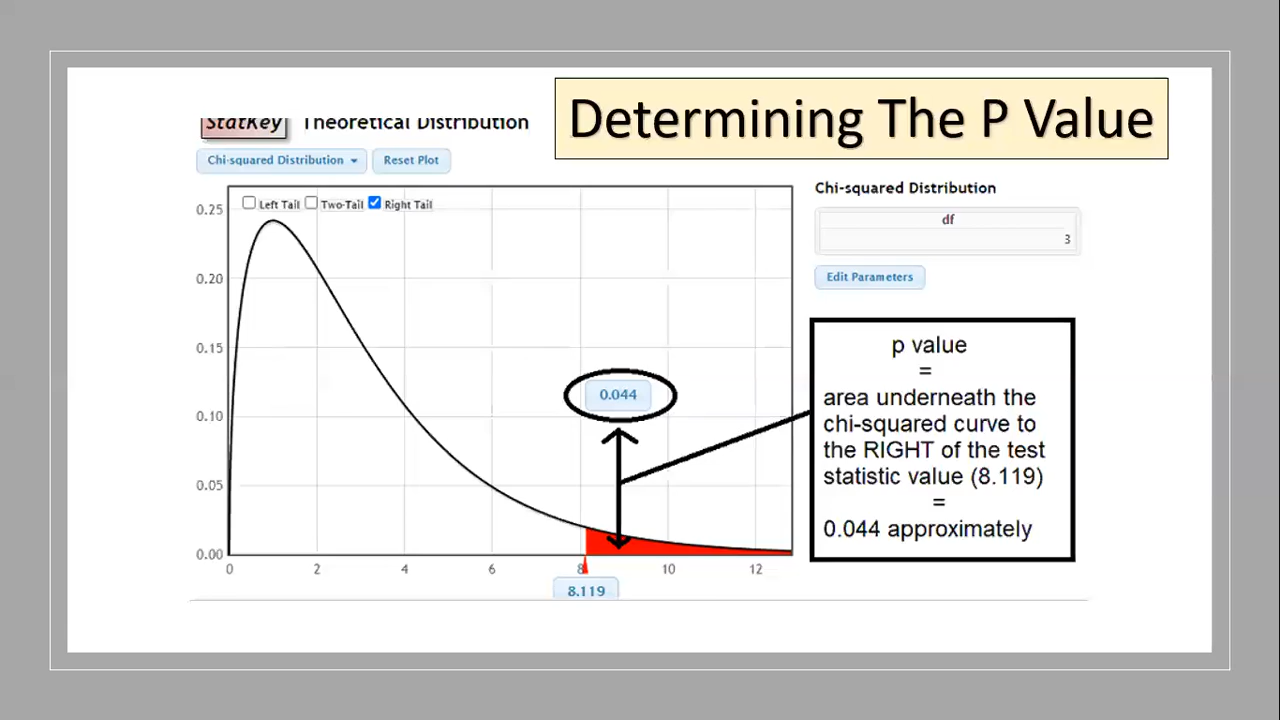 Determining The P Value
StatKey Theoretical Distribution
Chi-squared Distribution
Reset Plot
Left Tail Two-Tail Right Tail
0.25
0.20
0.15
0.10
0.05
0.00
0 2 4 6 8 10 12
0.044
8.119
Chi-squared Distribution
df
3
Edit Parameters
p value
=
area underneath the
chi-squared curve to
the RIGHT of the test
statistic value (8.119)
=
0.044 approximately